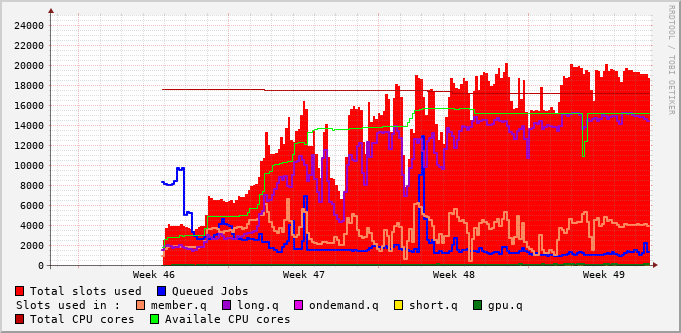 RRDTOOL / TOBI OETIKER
24000
22000
20000
18000
16000
14000
12000
10000
8000
6000
4000
2000
0
Week 46 Week 47 Week 48 Week 49
Total slots used Queued Jobs
Slots used in : member.q long.q ondemand.q short.q gpu.q
Total CPU cores Availale CPU cores